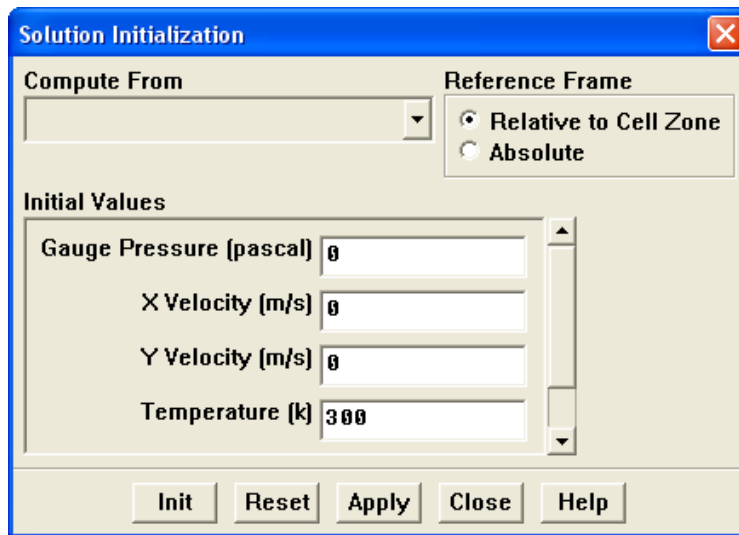 Solution Initialization
Compute From
Reference Frame
Relative to Cell Zone
Absolute
Initial Values
Gauge Pressure (pascal) 0
X Velocity (m/s) 0
Y Velocity (m/s) 0
Temperature (k) 300
Init Reset Apply Close Help